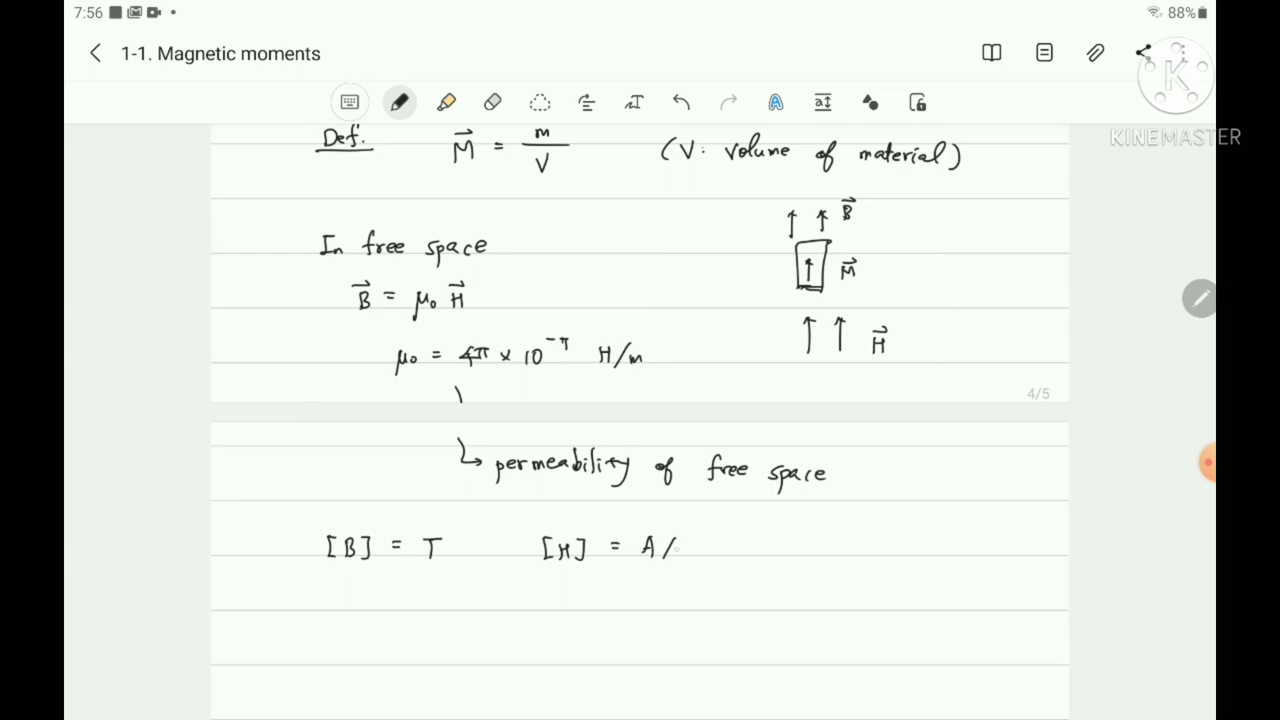 7:56
88%
1-1. Magnetic moments
KINEMASTER
Def. M⃗ = m/V (V: volume of material)
B⃗
In free space
M⃗
B⃗ = μ₀ H⃗
H⃗
μ₀ = 4π × 10⁻⁷ H/m
4/5
↳ permeability of free space
[B] = T [H] = A/